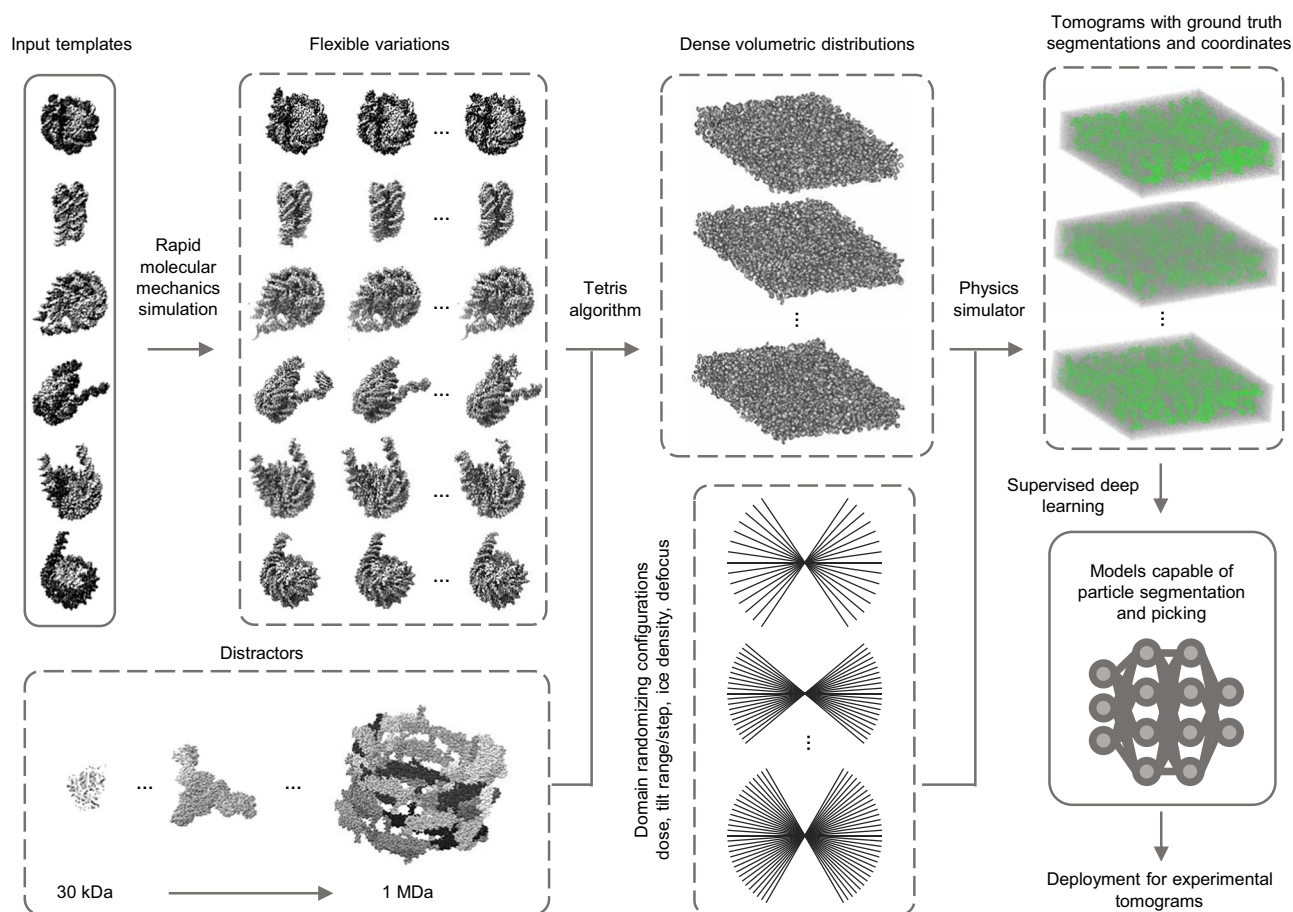 Input templates
Flexible variations
Dense volumetric distributions
Tomograms with ground truth
segmentations and coordinates
...
...
...
...
...
...
Rapid
molecular
mechanics
simulation
Tetris
algorithm
...
Physics
simulator
...
Supervised deep
learning
Models capable of
particle segmentation
and picking
Deployment for experimental
tomograms
Distractors
...
...
30 kDa
1 MDa
Domain randomizing configurations
dose, tilt range/step, ice density, defocus
...